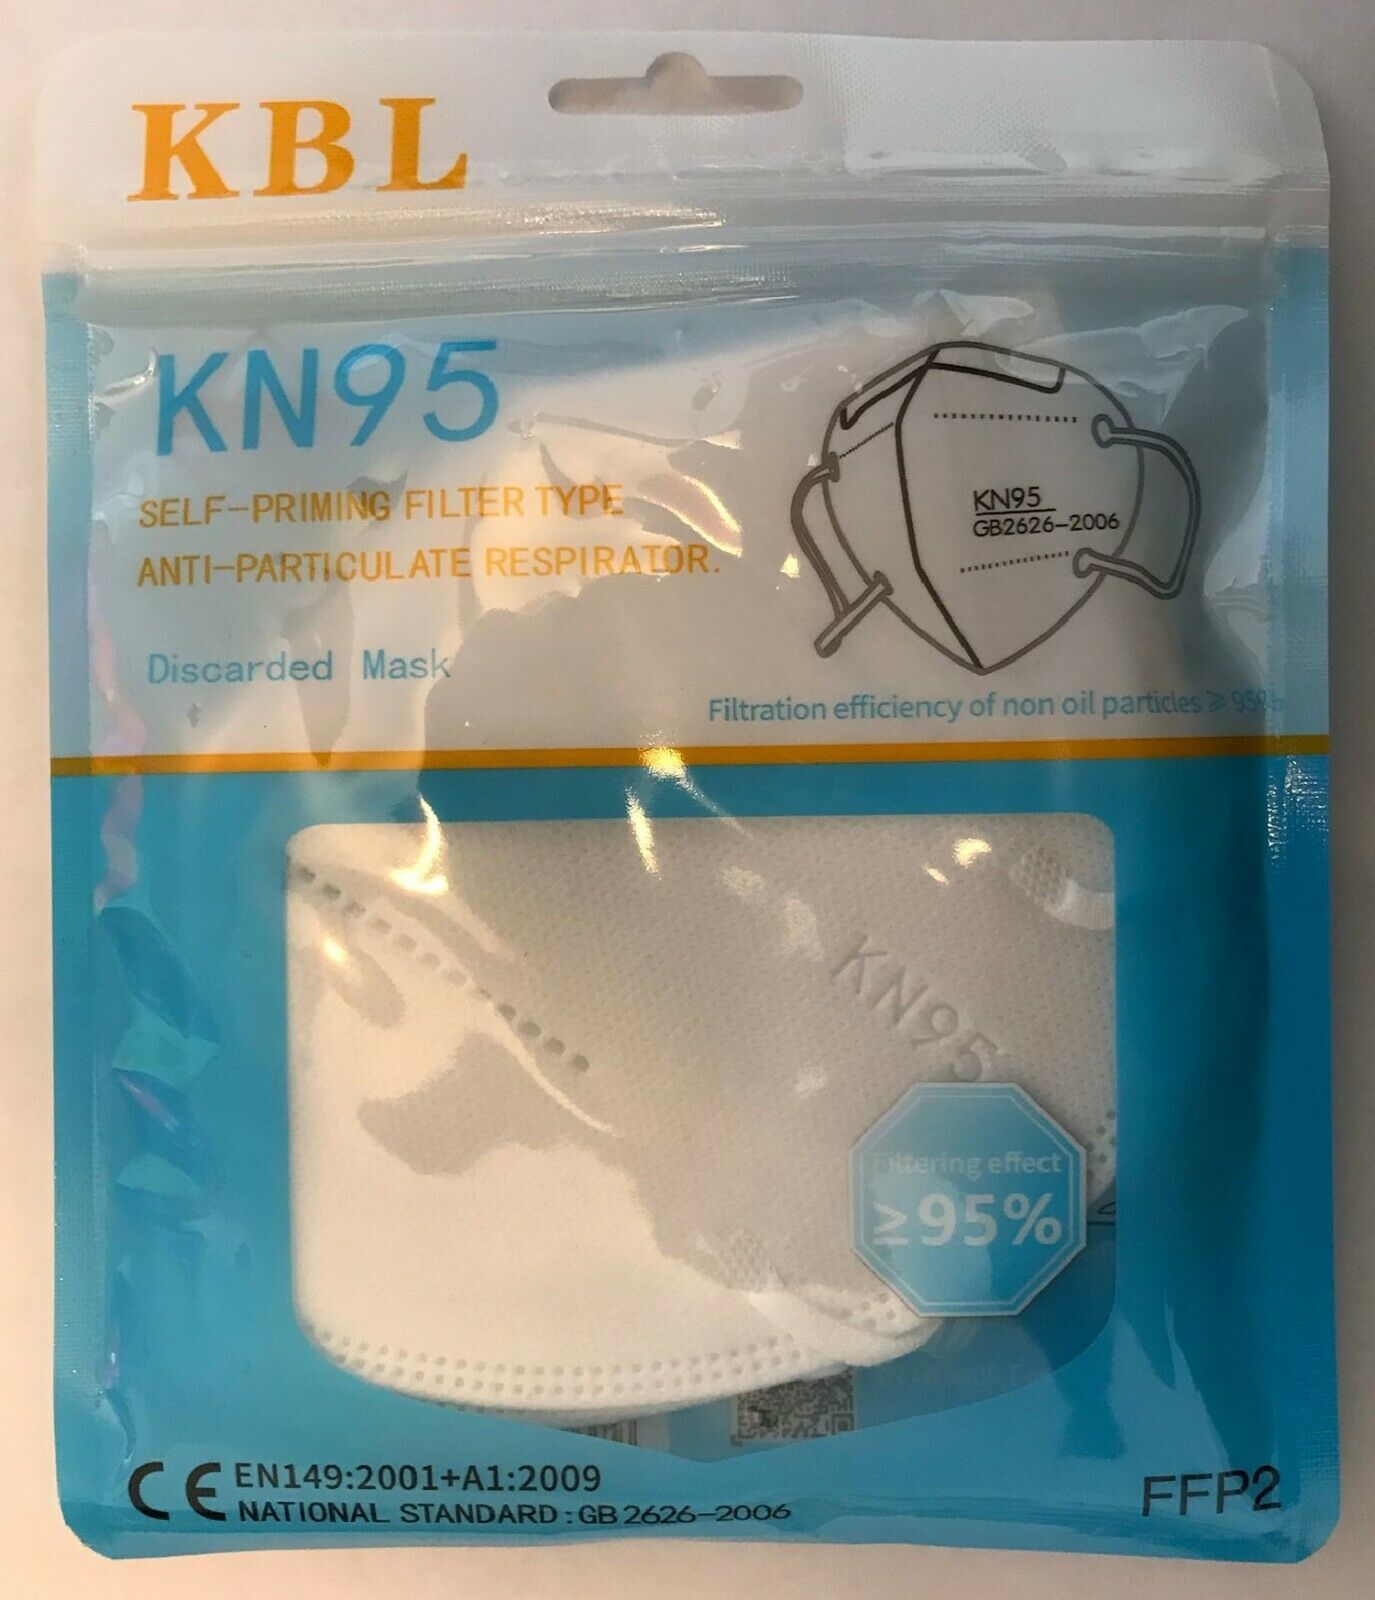 KBL
KN95
SELF-PRIMING FILTER TYPE
ANTI-PARTICULATE RESPIRATOR.
Discarded Mask
KN95
GB2626-2006
Filtration efficiency of non oil particles ≥ 95%
KN95
Filtering effect
≥95%
CE EN149:2001+A1:2009
NATIONAL STANDARD:GB 2626-2006
FFP2